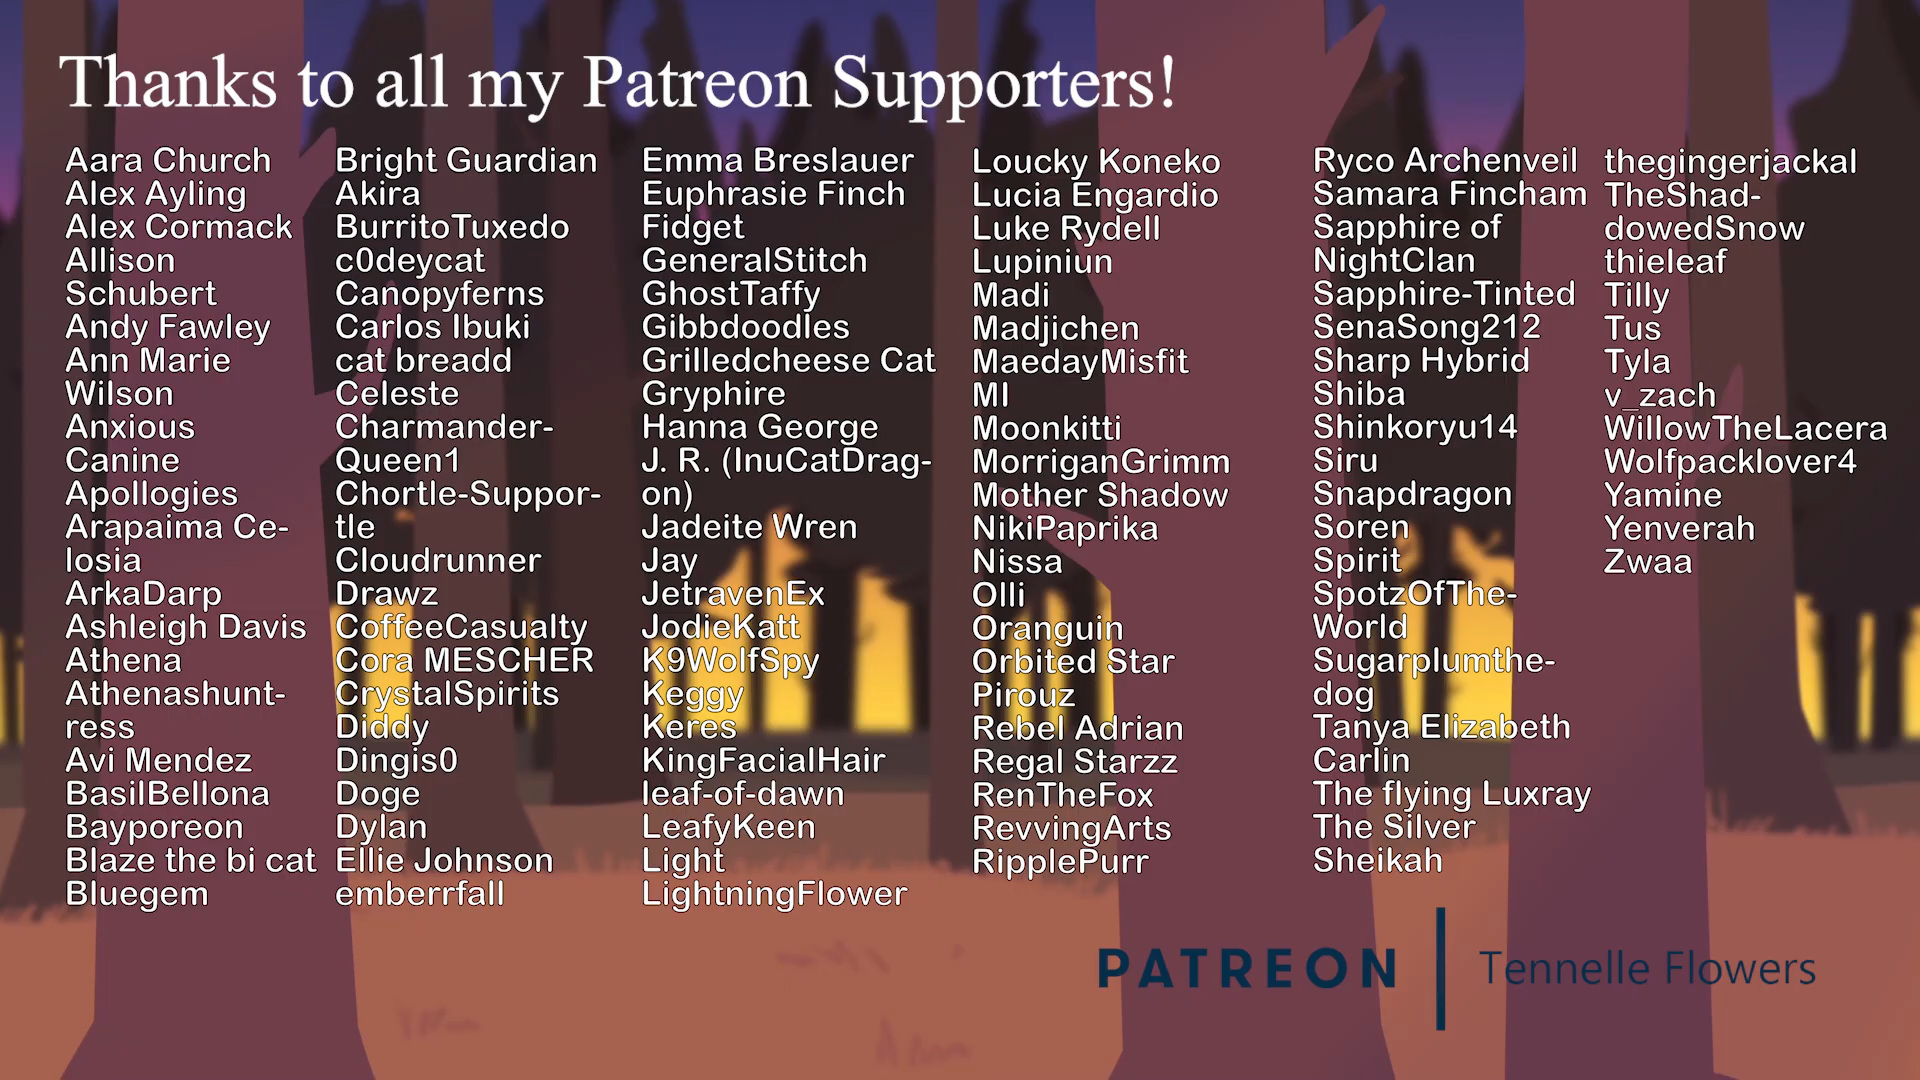 Thanks to all my Patreon Supporters!
Aara Church
Alex Ayling
Alex Cormack
Allison
Schubert
Andy Fawley
Ann Marie
Wilson
Anxious
Canine
Apollogies
Arapaima Ce-
losia
ArkaDarp
Ashleigh Davis
Athena
Athenashunt-
ress
Avi Mendez
BasilBellona
Bayporeon
Blaze the bi cat
Bluegem
Bright Guardian
Akira
BurritoTuxedo
c0deycat
Canopyferns
Carlos Ibuki
cat breadd
Celeste
Charmander-
Queen1
Chortle-Suppor-
tle
Cloudrunner
Drawz
CoffeeCasualty
Cora MESCHER
CrystalSpirits
Diddy
Dingis0
Doge
Dylan
Ellie Johnson
emberrfall
Emma Breslauer
Euphrasie Finch
Fidget
GeneralStitch
GhostTaffy
Gibbdoodles
Grilledcheese Cat
Gryphire
Hanna George
J. R. (InuCatDrag-
on)
Jadeite Wren
Jay
JetravenEx
JodieKatt
K9WolfSpy
Keggy
Keres
KingFacialHair
leaf-of-dawn
LeafyKeen
Light
LightningFlower
Loucky Koneko
Lucia Engardio
Luke Rydell
Lupiniun
Madi
Madjichen
MaedayMisfit
MI
Moonkitti
MorriganGrimm
Mother Shadow
NikiPaprika
Nissa
Olli
Oranguin
Orbited Star
Pirouz
Rebel Adrian
Regal Starzz
RenTheFox
RevvingArts
RipplePurr
Ryco Archenveil
Samara Fincham
Sapphire of
NightClan
Sapphire-Tinted
SenaSong212
Sharp Hybrid
Shiba
Shinkoryu14
Siru
Snapdragon
Soren
Spirit
SpotzOfThe-
World
Sugarplumthe-
dog
Tanya Elizabeth
Carlin
The flying Luxray
The Silver
Sheikah
thegingerjackal
TheShad-
dowedSnow
thieleaf
Tilly
Tus
Tyla
v_zach
WillowTheLacera
Wolfpacklover4
Yamine
Yenverah
Zwaa
PATREON | Tennelle Flowers